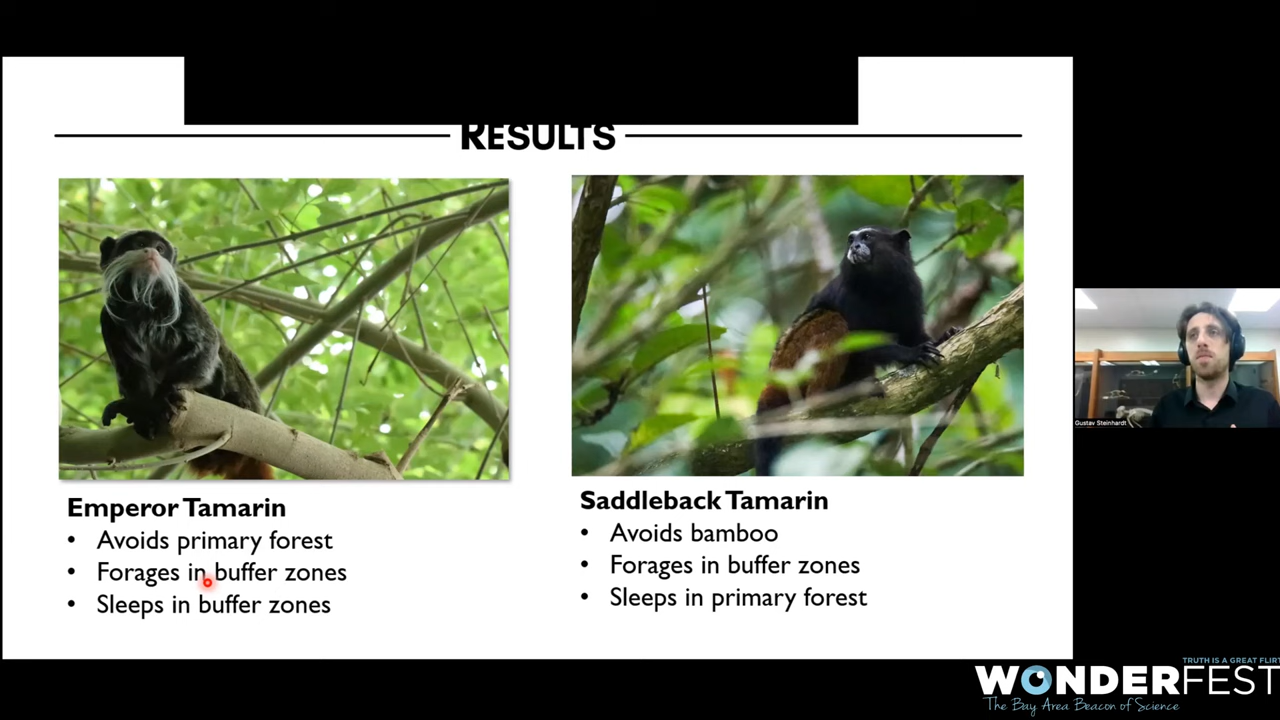 RESULTS
Emperor Tamarin
• Avoids primary forest
• Forages in buffer zones
• Sleeps in buffer zones
Saddleback Tamarin
• Avoids bamboo
• Forages in buffer zones
• Sleeps in primary forest
Gustav Steinhardt
TRUTH IS A GREAT FLIRT
WONDERFEST
The Bay Area Beacon of Science